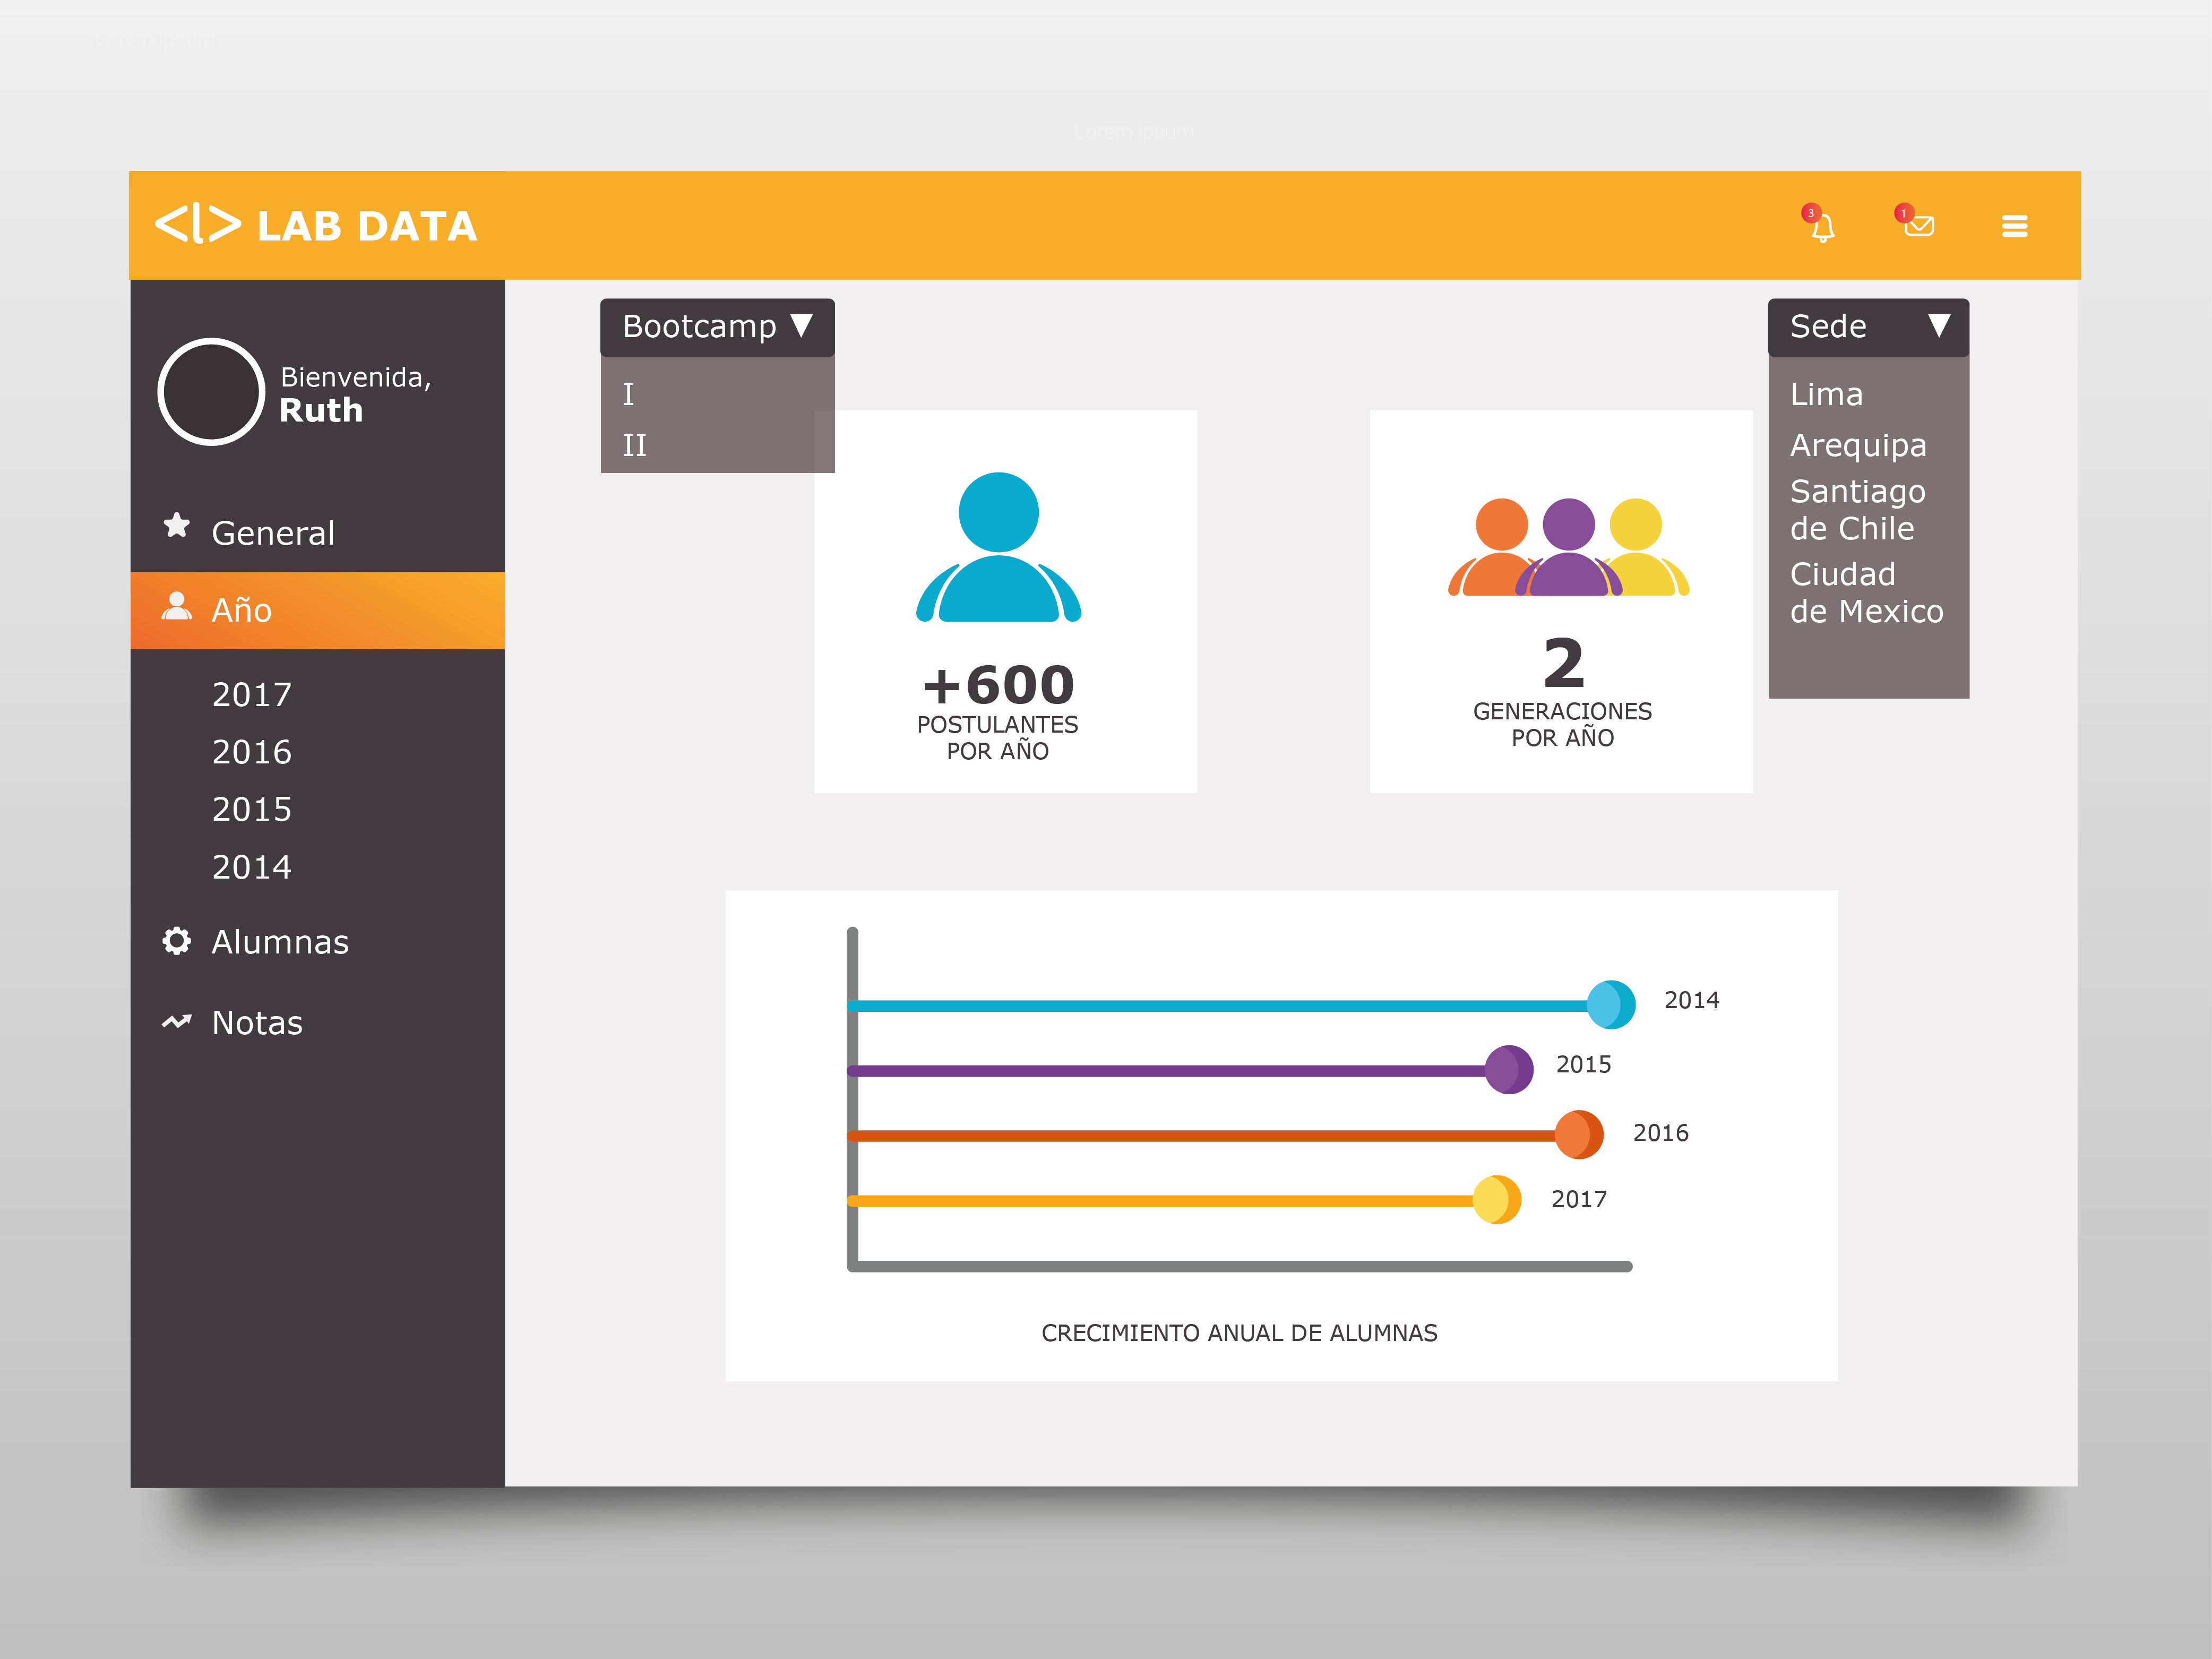 <l> LAB DATA
3
1
Bienvenida,
Ruth
General
Año
2017
2016
2015
2014
Alumnas
Notas
Bootcamp ▼
I
II
Sede ▼
Lima
Arequipa
Santiago
de Chile
Ciudad
de Mexico
+600
POSTULANTES
POR AÑO
2
GENERACIONES
POR AÑO
2014
2015
2016
2017
CRECIMIENTO ANUAL DE ALUMNAS